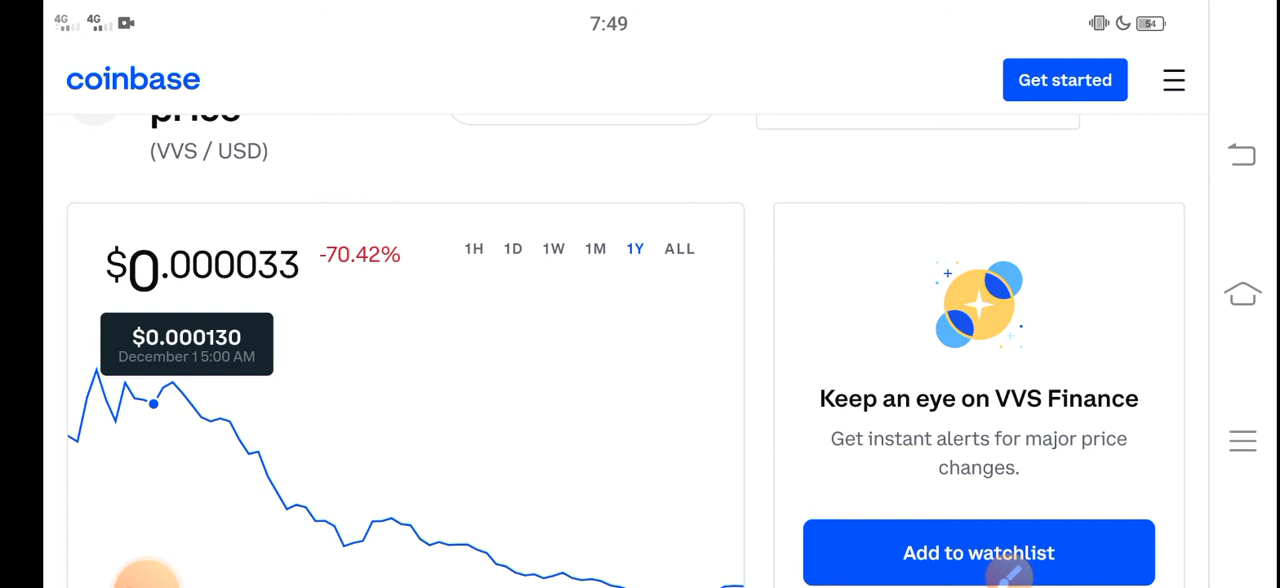 4G 4G 7:49 54
coinbase
Get started
price
(VVS / USD)
$0.000033 -70.42%
1H 1D 1W 1M 1Y ALL
$0.000130
December 1 5:00 AM
Keep an eye on VVS Finance
Get instant alerts for major price
changes.
Add to watchlist